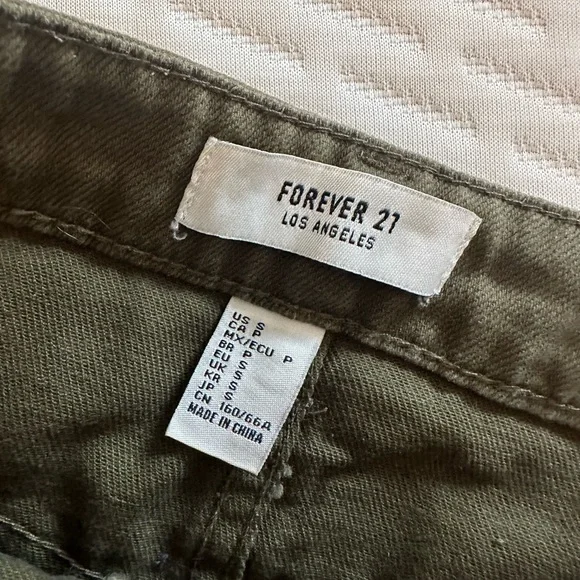 FOREVER 21
LOS ANGELES
US S
CA P
MX/ECU P
BR P
EU S
UK S
KR S
JP S
CN 160/66A
MADE IN CHINA